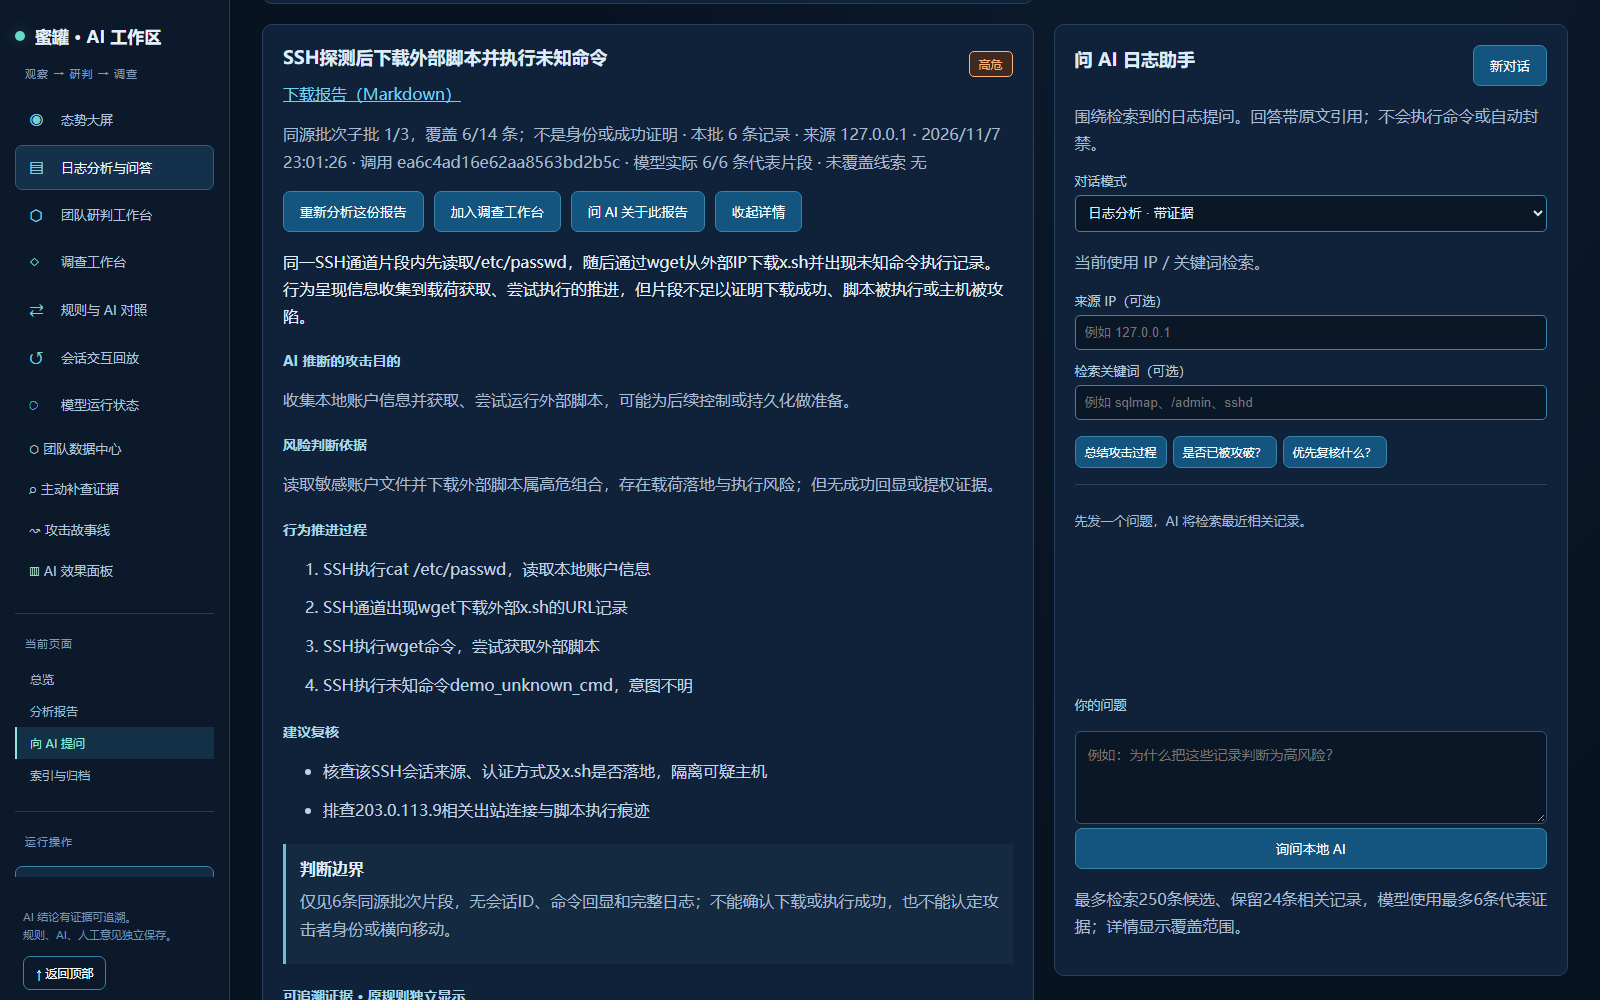 蜜罐 • AI 工作区
观察 → 研判 → 调查
态势大屏
日志分析与问答
团队研判工作台
调查工作台
规则与 AI 对照
会话交互回放
模型运行状态
团队数据中心
主动补查证据
攻击故事线
AI 效果面板
当前页面
总览
分析报告
向 AI 提问
索引与归档
运行操作
AI 结论有证据可追溯。
规则、AI、人工意见独立保存。
↑ 返回顶部
SSH探测后下载外部脚本并执行未知命令
高危
下载报告（Markdown）
同源批次子批 1/3，覆盖 6/14 条；不是身份或成功证明 · 本批 6 条记录 · 来源 127.0.0.1 · 2026/11/7
23:01:26 · 调用 ea6c4ad16e62aa8563bd2b5c · 模型实际 6/6 条代表片段 · 未覆盖线索 无
重新分析这份报告
加入调查工作台
问 AI 关于此报告
收起详情
同一SSH通道片段内先读取/etc/passwd，随后通过wget从外部IP下载x.sh并出现未知命令执行记录。
行为呈现信息收集到载荷获取、尝试执行的推进，但片段不足以证明下载成功、脚本被执行或主机被攻
陷。
AI 推断的攻击目的
收集本地账户信息并获取、尝试运行外部脚本，可能为后续控制或持久化做准备。
风险判断依据
读取敏感账户文件并下载外部脚本属高危组合，存在载荷落地与执行风险；但无成功回显或提权证据。
行为推进过程
1. SSH执行cat /etc/passwd，读取本地账户信息
2. SSH通道出现wget下载外部x.sh的URL记录
3. SSH执行wget命令，尝试获取外部脚本
4. SSH执行未知命令demo_unknown_cmd，意图不明
建议复核
• 核查该SSH会话来源、认证方式及x.sh是否落地，隔离可疑主机
• 排查203.0.113.9相关出站连接与脚本执行痕迹
判断边界
仅见6条同源批次片段，无会话ID、命令回显和完整日志；不能确认下载或执行成功，也不能认定攻
击者身份或横向移动。
可追溯证据 • 原规则独立显示
问 AI 日志助手
新对话
围绕检索到的日志提问。回答带原文引用；不会执行命令或自动封
禁。
对话模式
日志分析 · 带证据
当前使用 IP / 关键词检索。
来源 IP（可选）
例如 127.0.0.1
检索关键词（可选）
例如 sqlmap、/admin、sshd
总结攻击过程
是否已被攻破？
优先复核什么？
先发一个问题，AI 将检索最近相关记录。
你的问题
例如：为什么把这些记录判断为高风险？
询问本地 AI
最多检索250条候选、保留24条相关记录，模型使用最多6条代表证
据；详情显示覆盖范围。